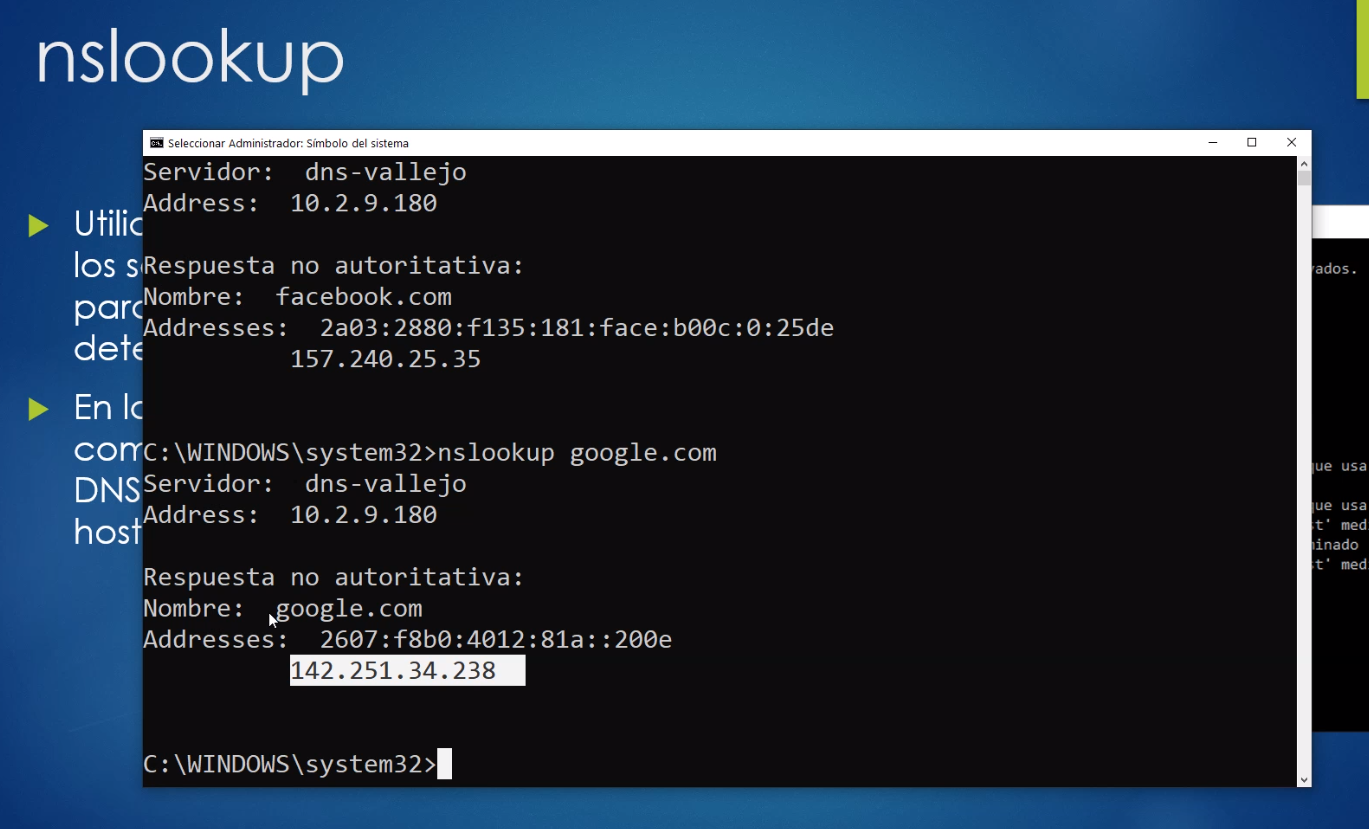 nslookup
Seleccionar Administrador: Símbolo del sistema
Servidor:  dns-vallejo
Address:  10.2.9.180
Respuesta no autoritativa:
Nombre:  facebook.com
Addresses:  2a03:2880:f135:181:face:b00c:0:25de
157.240.25.35
C:\WINDOWS\system32>nslookup google.com
Servidor:  dns-vallejo
Address:  10.2.9.180
Respuesta no autoritativa:
Nombre:  google.com
Addresses:  2607:f8b0:4012:81a::200e
142.251.34.238
C:\WINDOWS\system32>
los s
para
dete
En la
com
DNS
host
vados.
que usa
que usa
st' med
minado
st' med